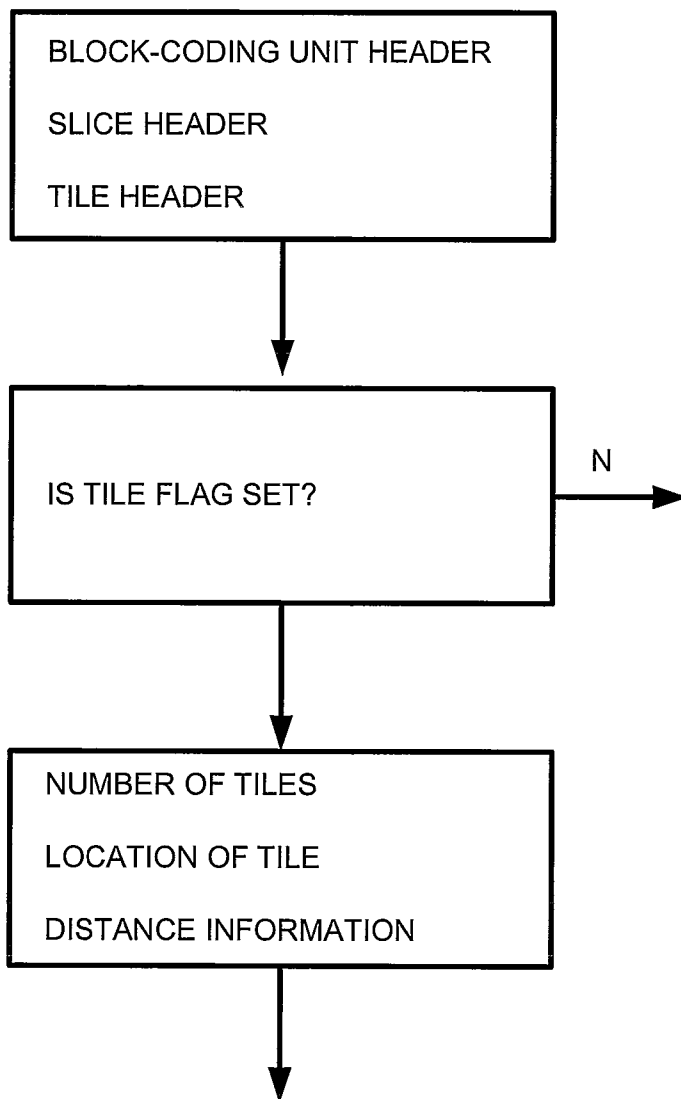 BLOCK-CODING UNIT HEADER
SLICE HEADER
TILE HEADER
IS TILE FLAG SET?
N
NUMBER OF TILES
LOCATION OF TILE
DISTANCE INFORMATION